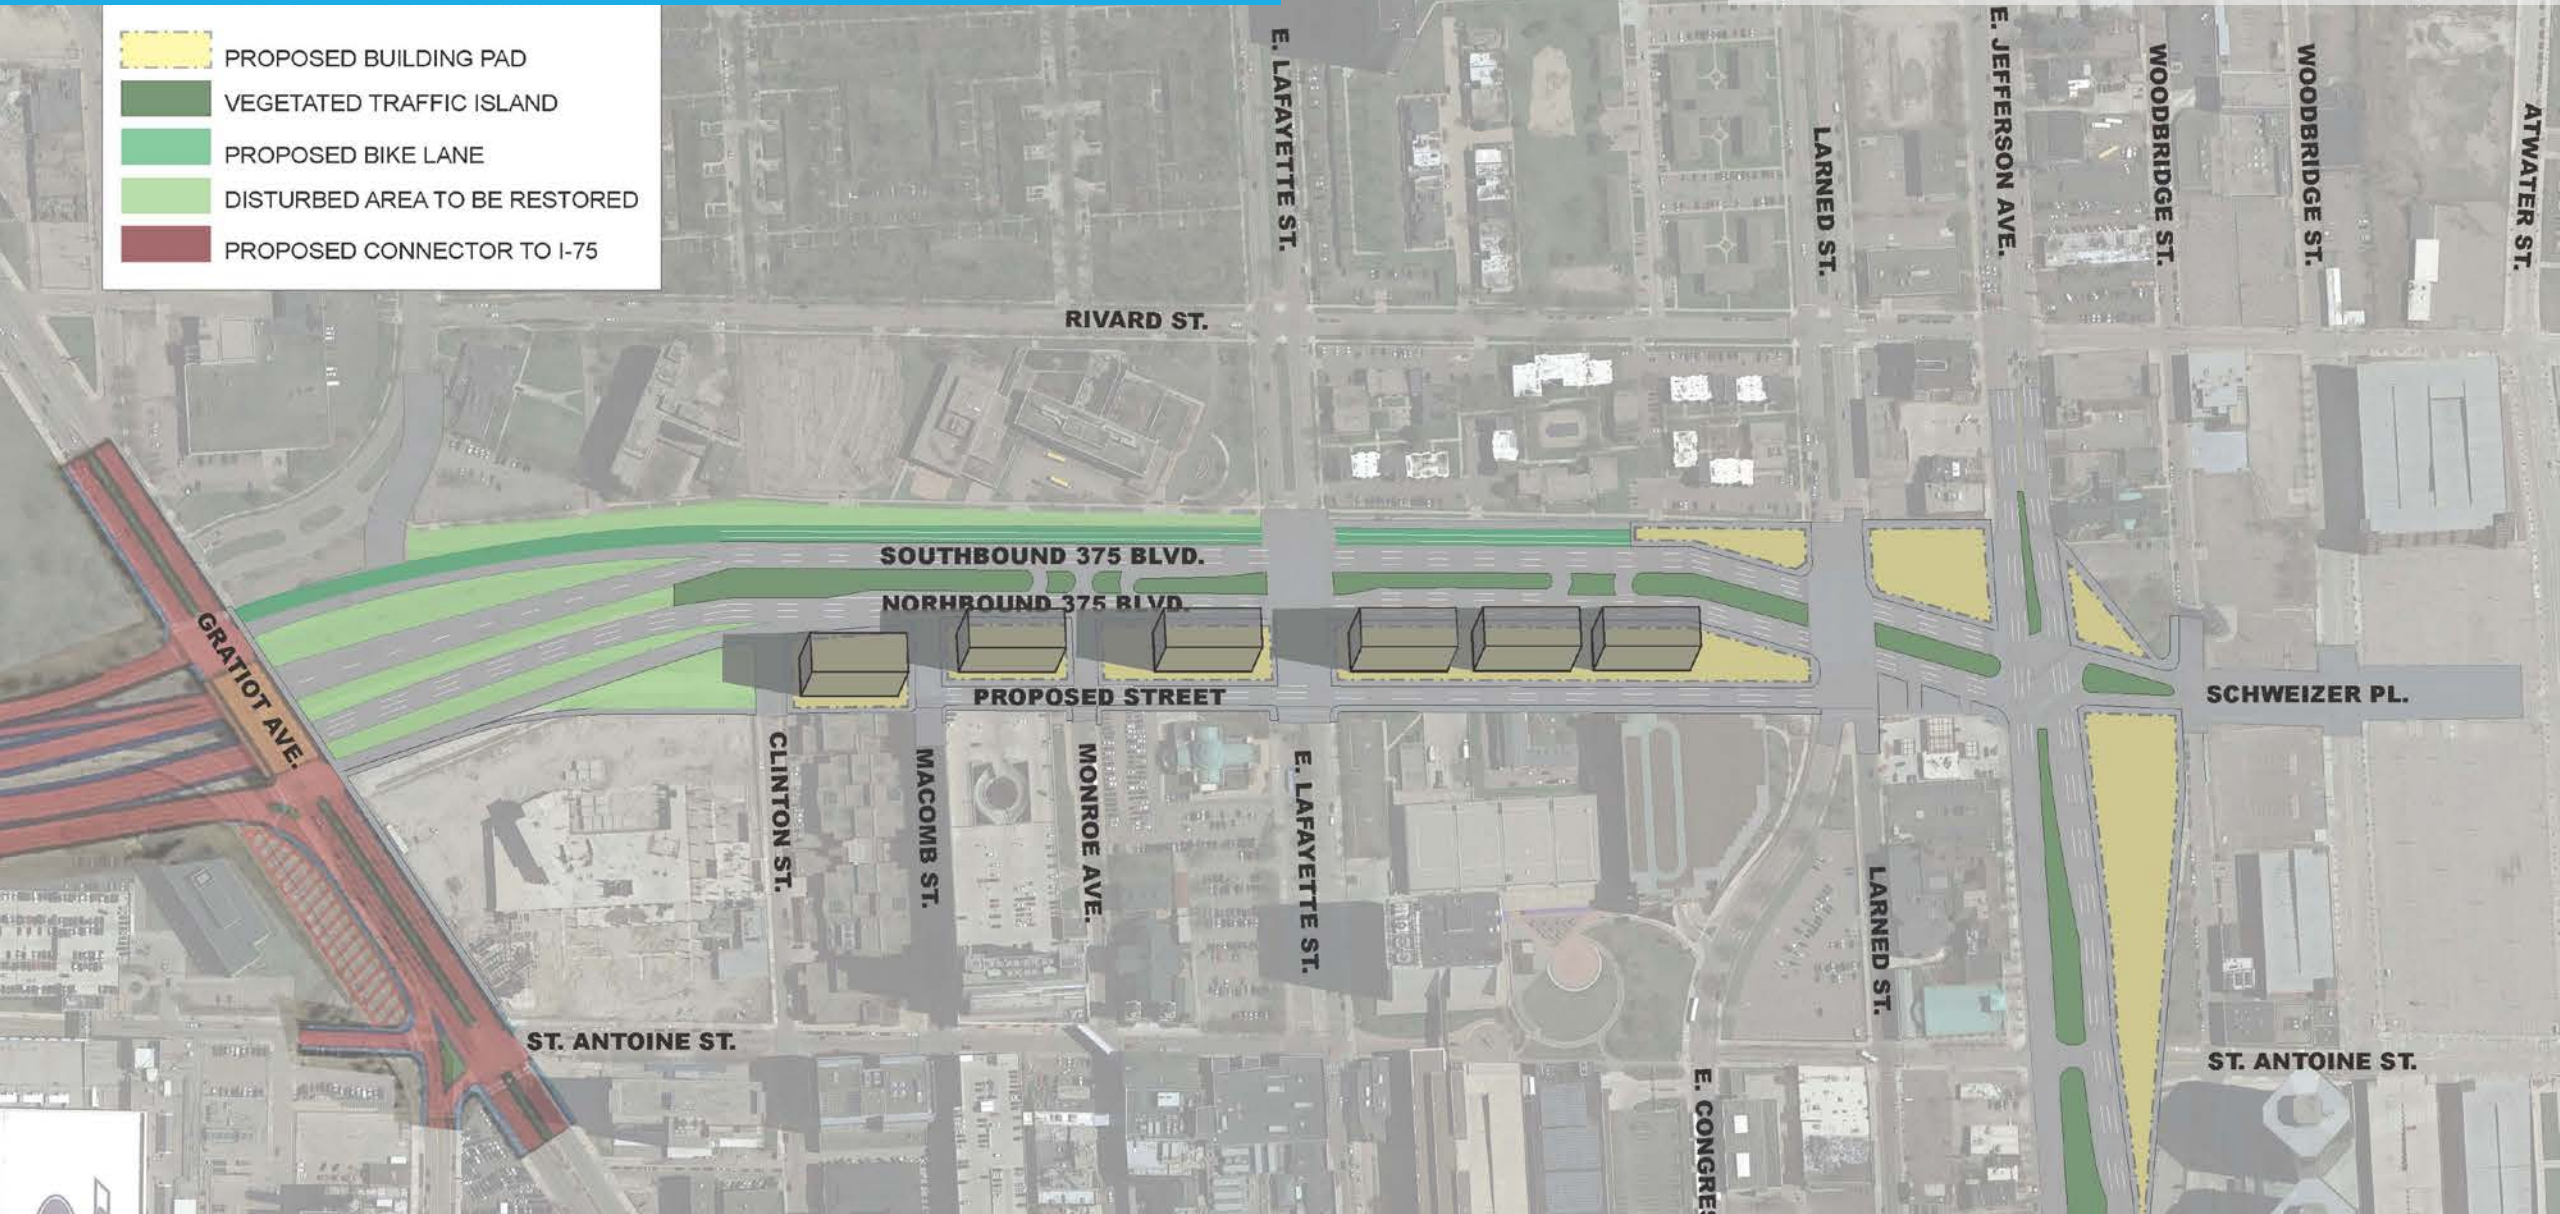 PROPOSED BUILDING PAD
VEGETATED TRAFFIC ISLAND
PROPOSED BIKE LANE
DISTURBED AREA TO BE RESTORED
PROPOSED CONNECTOR TO I-75
E. LAFAYETTE ST.
LARNED ST.
E. JEFFERSON AVE.
WOODBRIDGE ST.
WOODBRIDGE ST.
ATWATER ST.
RIVARD ST.
SOUTHBOUND 375 BLVD.
NORHBOUND 375 BLVD.
GRATIOT AVE.
PROPOSED STREET
SCHWEIZER PL.
CLINTON ST.
MACOMB ST.
MONROE AVE.
E. LAFAYETTE ST.
LARNED ST.
ST. ANTOINE ST.
ST. ANTOINE ST.
E. CONGRES